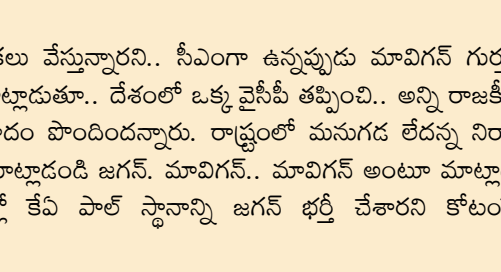 కలు వేస్తున్నారని.. సీఎంగా ఉన్నప్పుడు మావిగన్ గుర్తు
ట్లాడుతూ.. దేశంలో ఒక్క వైసీపీ తప్పించి.. అన్ని రాజకీ
దం పొందిందన్నారు. రాష్ట్రంలో మనుగడ లేదన్న నిరా
మాట్లాడండి జగన్. మావిగన్.. మావిగన్ అంటూ మాట్లా
ల్లో కేఏ పాల్ స్థానాన్ని జగన్ భర్తీ చేశారని కోటం